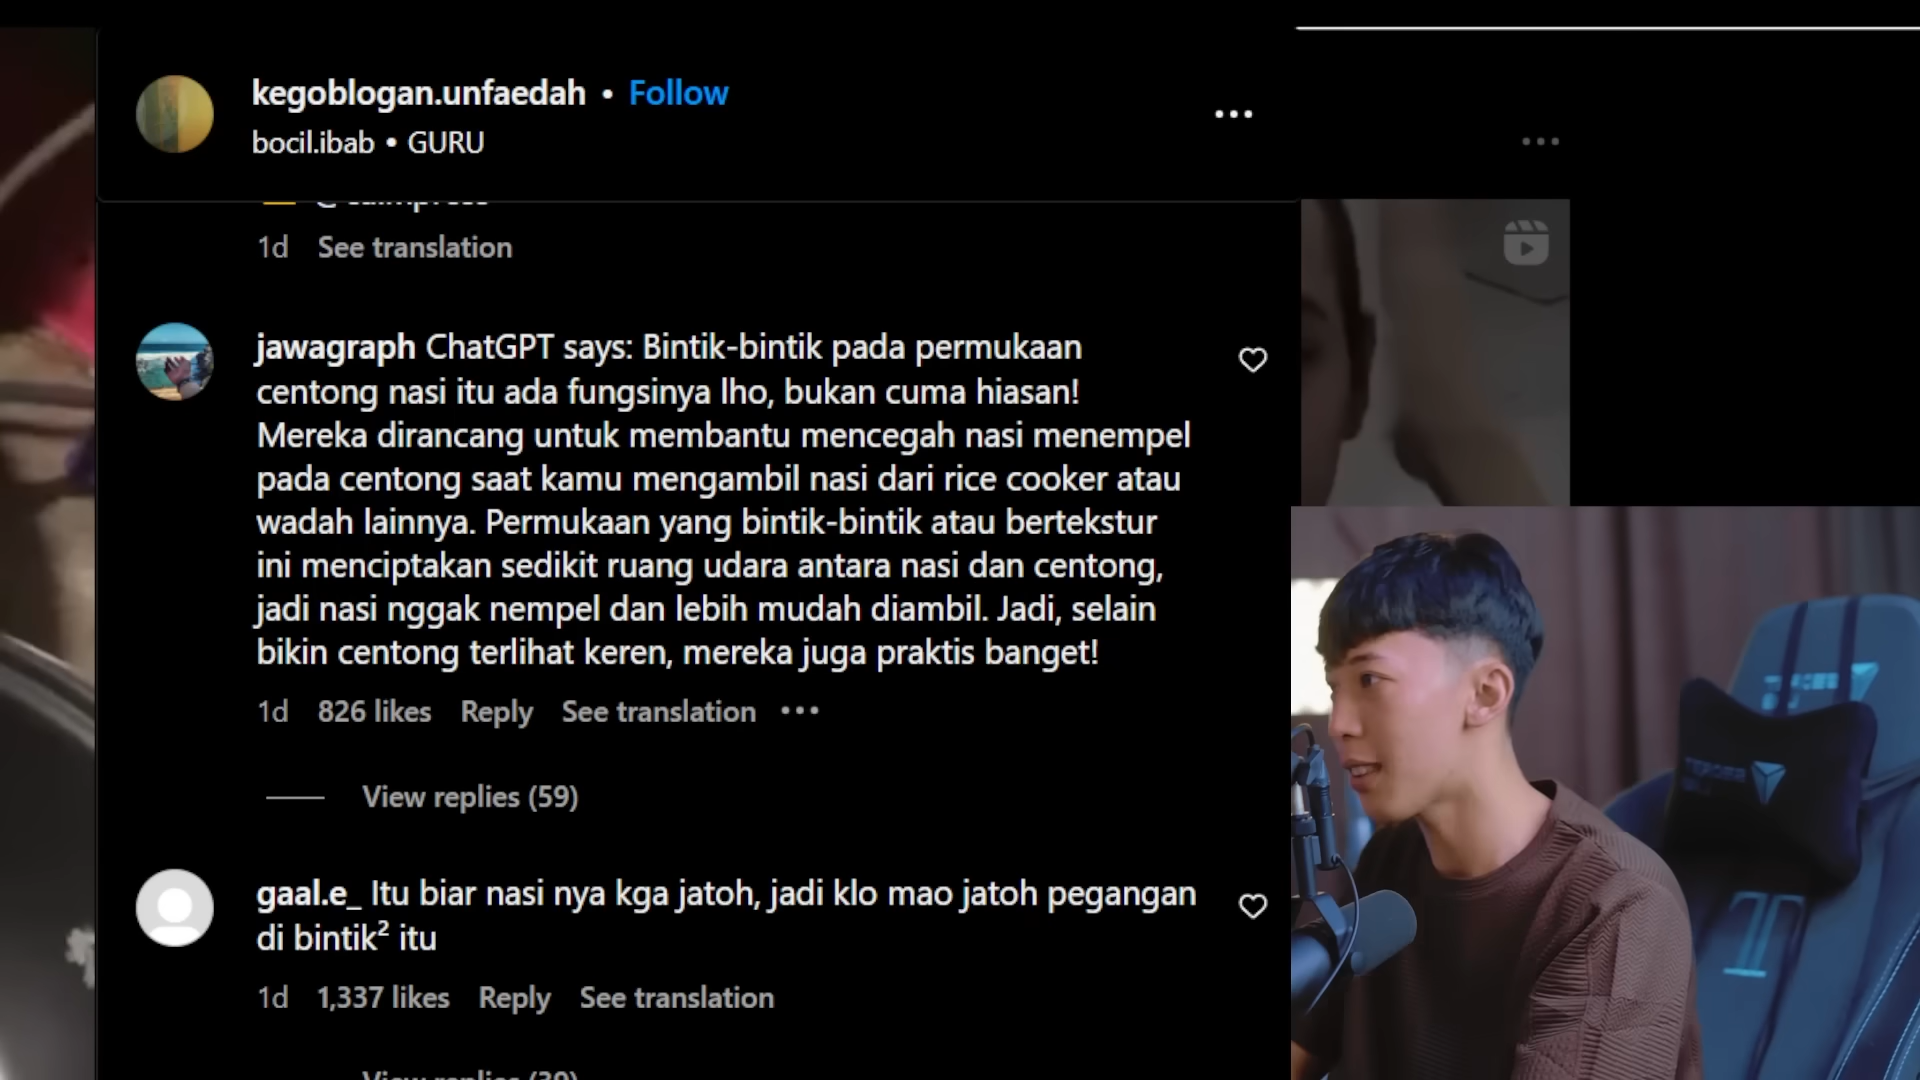 kegoblogan.unfaedah • Follow
bocil.ibab • GURU
1d See translation
jawagraph ChatGPT says: Bintik-bintik pada permukaan
centong nasi itu ada fungsinya lho, bukan cuma hiasan!
Mereka dirancang untuk membantu mencegah nasi menempel
pada centong saat kamu mengambil nasi dari rice cooker atau
wadah lainnya. Permukaan yang bintik-bintik atau bertekstur
ini menciptakan sedikit ruang udara antara nasi dan centong,
jadi nasi nggak nempel dan lebih mudah diambil. Jadi, selain
bikin centong terlihat keren, mereka juga praktis banget!
1d 826 likes Reply See translation
View replies (59)
gaal.e_ Itu biar nasi nya kga jatoh, jadi klo mao jatoh pegangan
di bintik² itu
1d 1,337 likes Reply See translation
View replies (39)